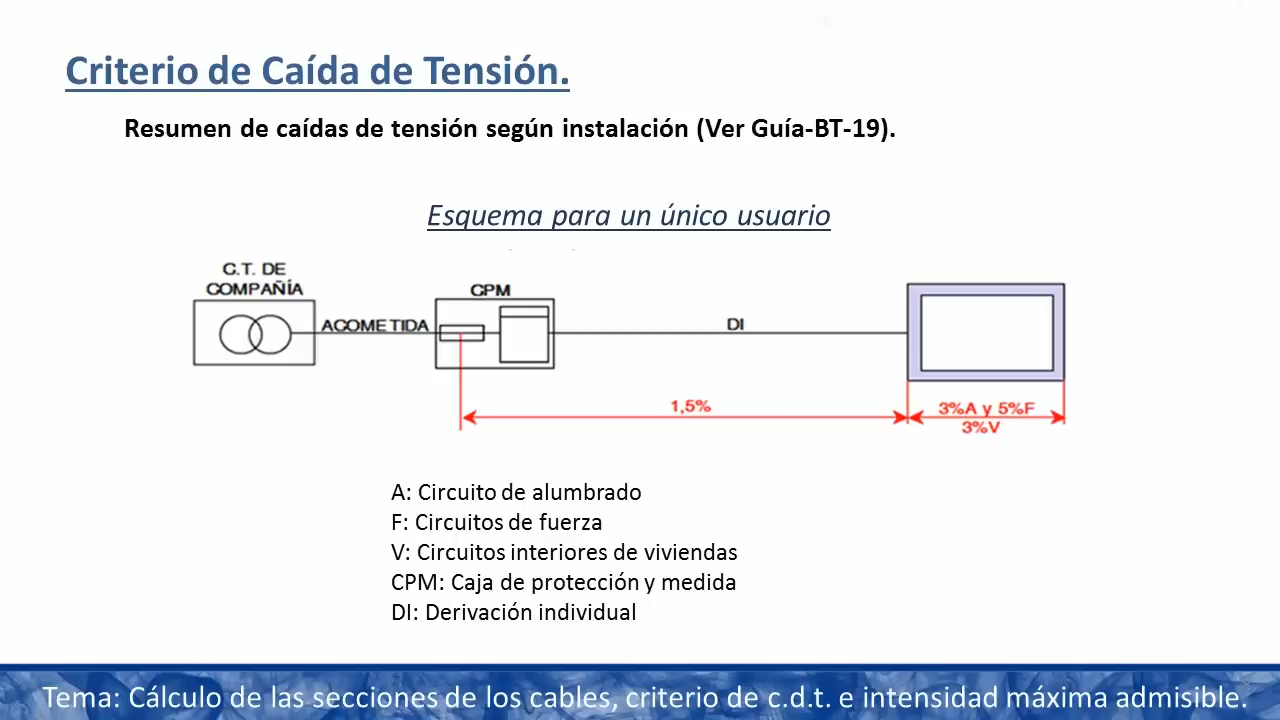 Criterio de Caída de Tensión.
Resumen de caídas de tensión según instalación (Ver Guía-BT-19).
Esquema para un único usuario
C.T. DE
COMPAÑÍA
ACOMETIDA
CPM
DI
1,5%
3%A y 5%F
3%V
A: Circuito de alumbrado
F: Circuitos de fuerza
V: Circuitos interiores de viviendas
CPM: Caja de protección y medida
DI: Derivación individual
Tema: Cálculo de las secciones de los cables, criterio de c.d.t. e intensidad máxima admisible.